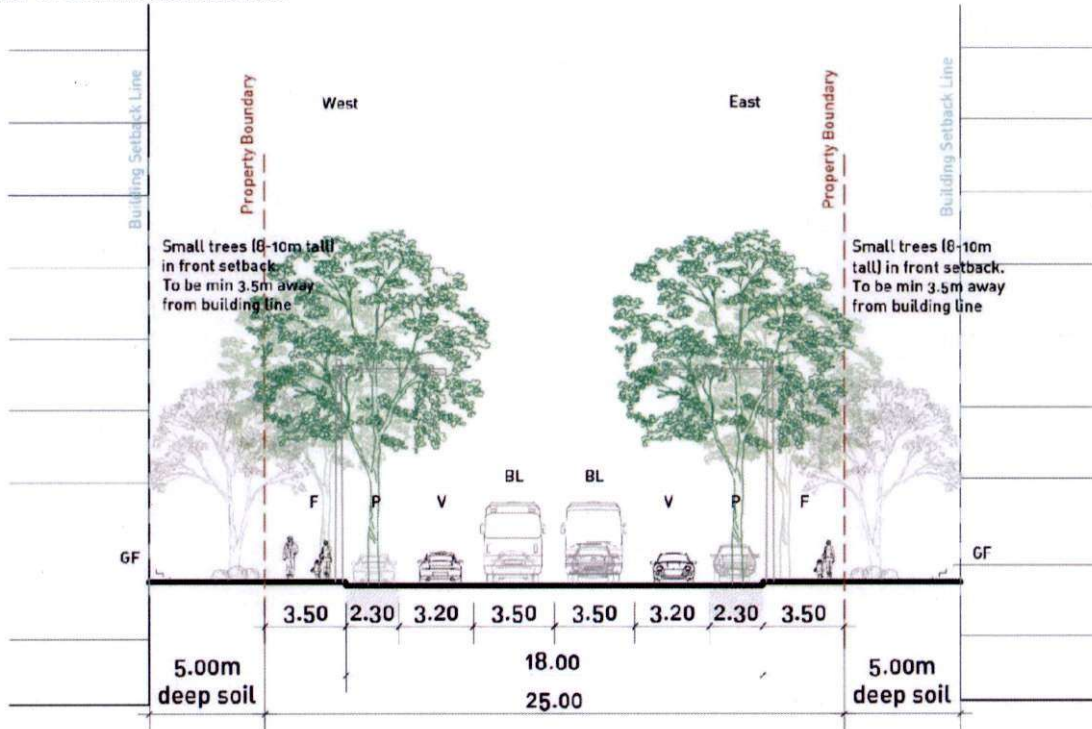 West
East
Building Setback Line
Property Boundary
Property Boundary
Building Setback Line
Small trees (8-10m tall)
in front setback.
To be min 3.5m away
from building line
Small trees (8-10m
tall) in front setback.
To be min 3.5m away
from building line
BL BL
F P V V P F
GF GF
3.50 2.30 3.20 3.50 3.50 3.20 2.30 3.50
5.00m
deep soil
18.00
25.00
5.00m
deep soil